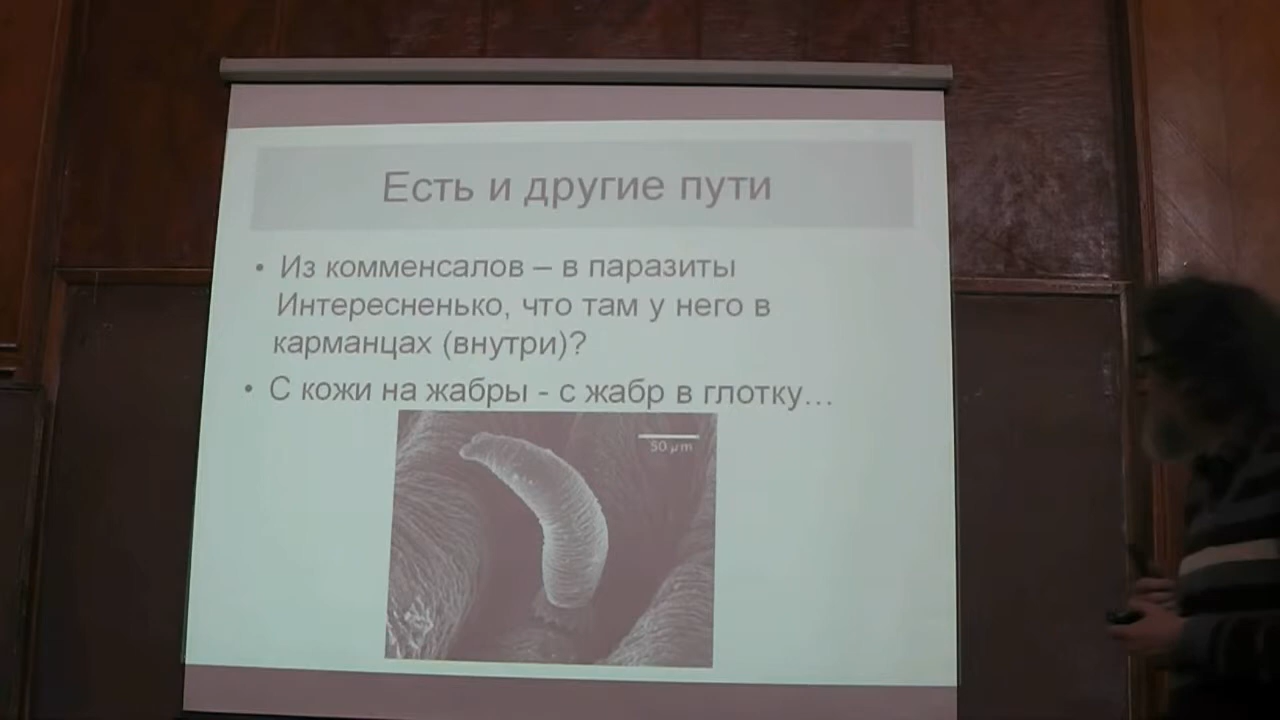 Есть и другие пути
• Из комменсалов – в паразиты
Интересненько, что там у него в
карманцах (внутри)?
• С кожи на жабры - с жабр в глотку…
50 μm